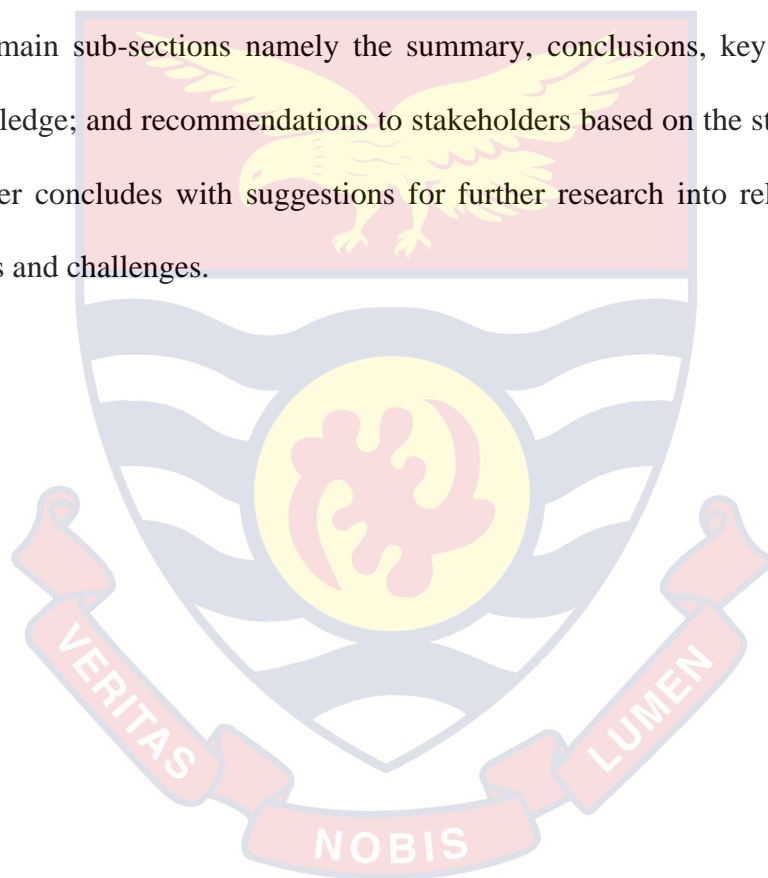 main sub-sections namely the summary, conclusions, key
ledge; and recommendations to stakeholders based on the st
er concludes with suggestions for further research into rel
s and challenges.
VERITAS
NOBIS
LUMEN